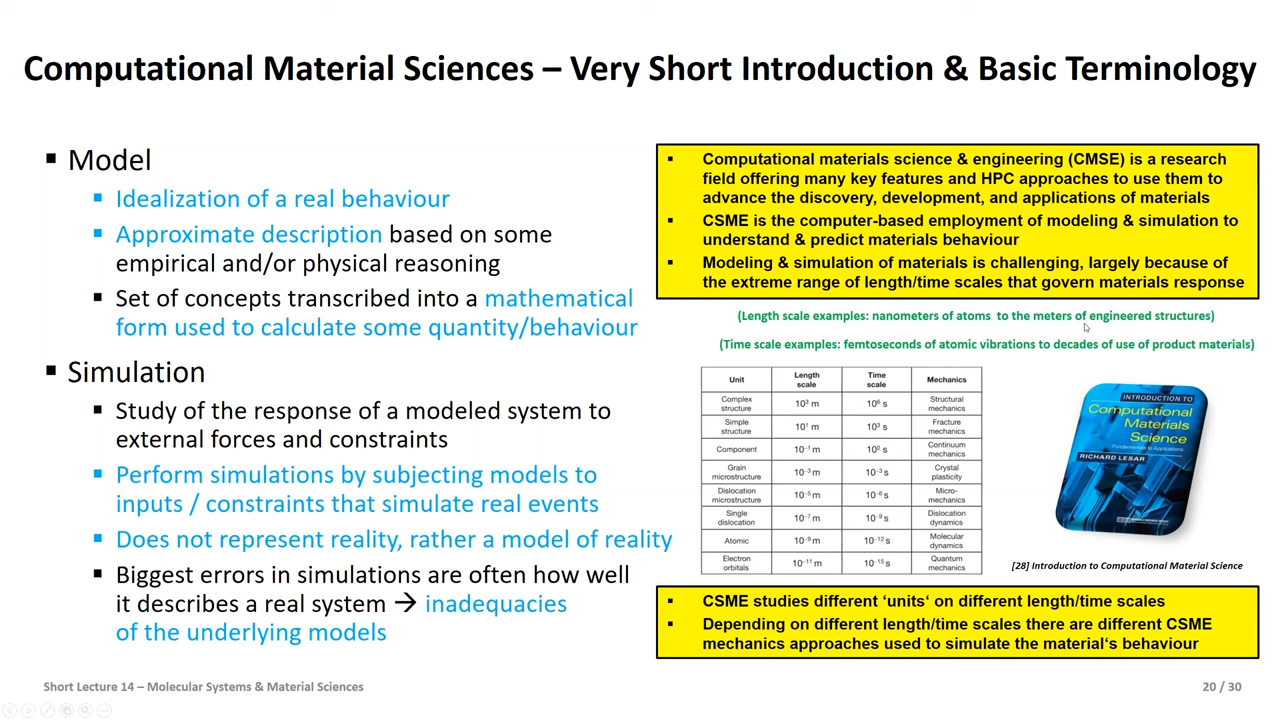 Computational Material Sciences – Very Short Introduction & Basic Terminology
▪ Model
▪ Idealization of a real behaviour
▪ Approximate description based on some
empirical and/or physical reasoning
▪ Set of concepts transcribed into a mathematical
form used to calculate some quantity/behaviour
▪ Simulation
▪ Study of the response of a modeled system to
external forces and constraints
▪ Perform simulations by subjecting models to
inputs / constraints that simulate real events
▪ Does not represent reality, rather a model of reality
▪ Biggest errors in simulations are often how well
it describes a real system → inadequacies
of the underlying models
▪ Computational materials science & engineering (CMSE) is a research
field offering many key features and HPC approaches to use them to
advance the discovery, development, and applications of materials
▪ CSME is the computer-based employment of modeling & simulation to
understand & predict materials behaviour
▪ Modeling & simulation of materials is challenging, largely because of
the extreme range of length/time scales that govern materials response
(Length scale examples: nanometers of atoms to the meters of engineered structures)
(Time scale examples: femtoseconds of atomic vibrations to decades of use of product materials)
Unit Length scale Time scale Mechanics
Complex structure 10³ m 10⁶ s Structural mechanics
Simple structure 10¹ m 10³ s Fracture mechanics
Component 10⁻¹ m 10⁰ s Continuum mechanics
Grain microstructure 10⁻³ m 10⁻³ s Crystal plasticity
Dislocation microstructure 10⁻⁵ m 10⁻⁶ s Micro-mechanics
Single dislocation 10⁻⁷ m 10⁻⁹ s Dislocation dynamics
Atomic 10⁻⁹ m 10⁻¹² s Molecular dynamics
Electron orbitals 10⁻¹¹ m 10⁻¹⁵ s Quantum mechanics
INTRODUCTION TO
Computational
Materials
Science
Fundamentals to Applications
RICHARD LESAR
[28] Introduction to Computational Material Science
▪ CSME studies different ‘units‘ on different length/time scales
▪ Depending on different length/time scales there are different CSME
mechanics approaches used to simulate the material‘s behaviour
Short Lecture 14 – Molecular Systems & Material Sciences
20 / 30